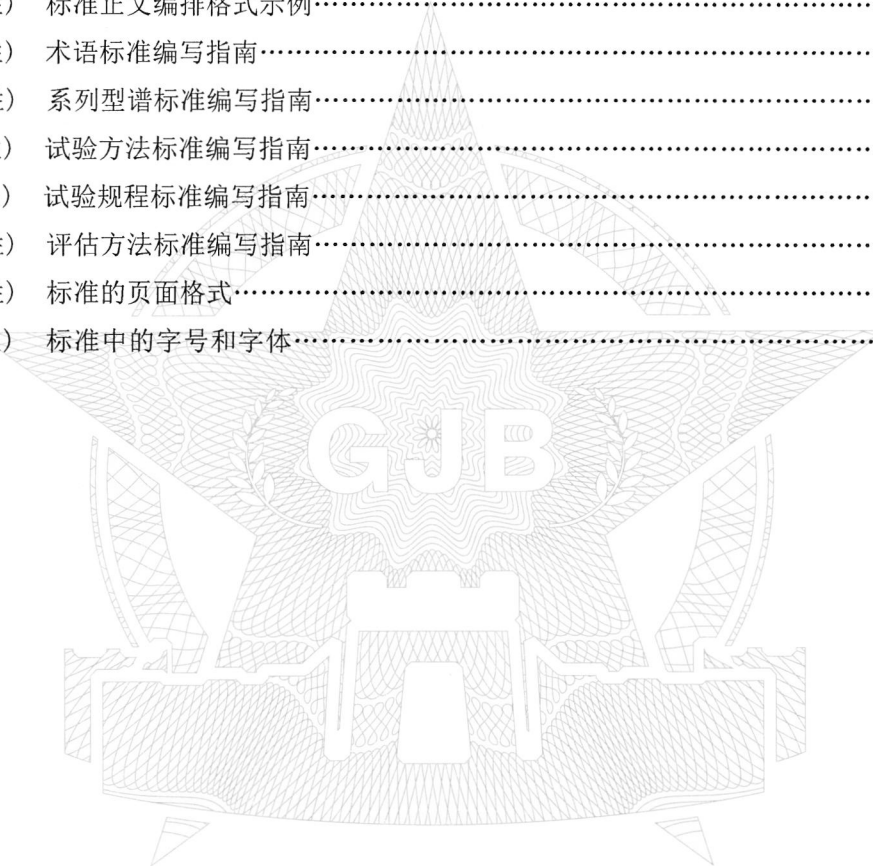 ) 标准正文编排格式示例……
) 术语标准编写指南……
) 系列型谱标准编写指南……
) 试验方法标准编写指南……
) 试验规程标准编写指南……
) 评估方法标准编写指南……
) 标准的页面格式……
) 标准中的字号和字体……
GJB